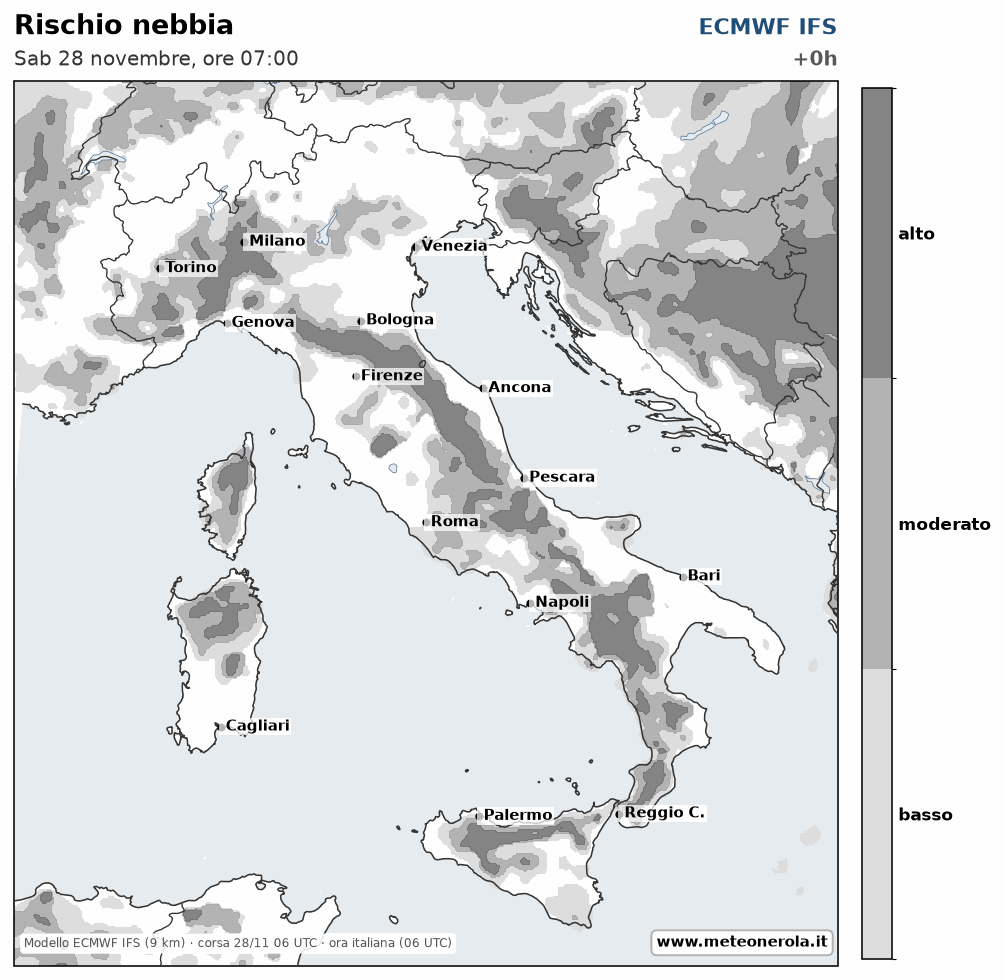 Rischio nebbia
ECMWF IFS
Sab 28 novembre, ore 07:00
+0h
Milano
Venezia
Torino
Genova
Bologna
Firenze
Ancona
Pescara
Roma
Bari
Napoli
Cagliari
Palermo
Reggio C.
alto
moderato
basso
Modello ECMWF IFS (9 km) · corsa 28/11 06 UTC · ora italiana (06 UTC)
www.meteonerola.it